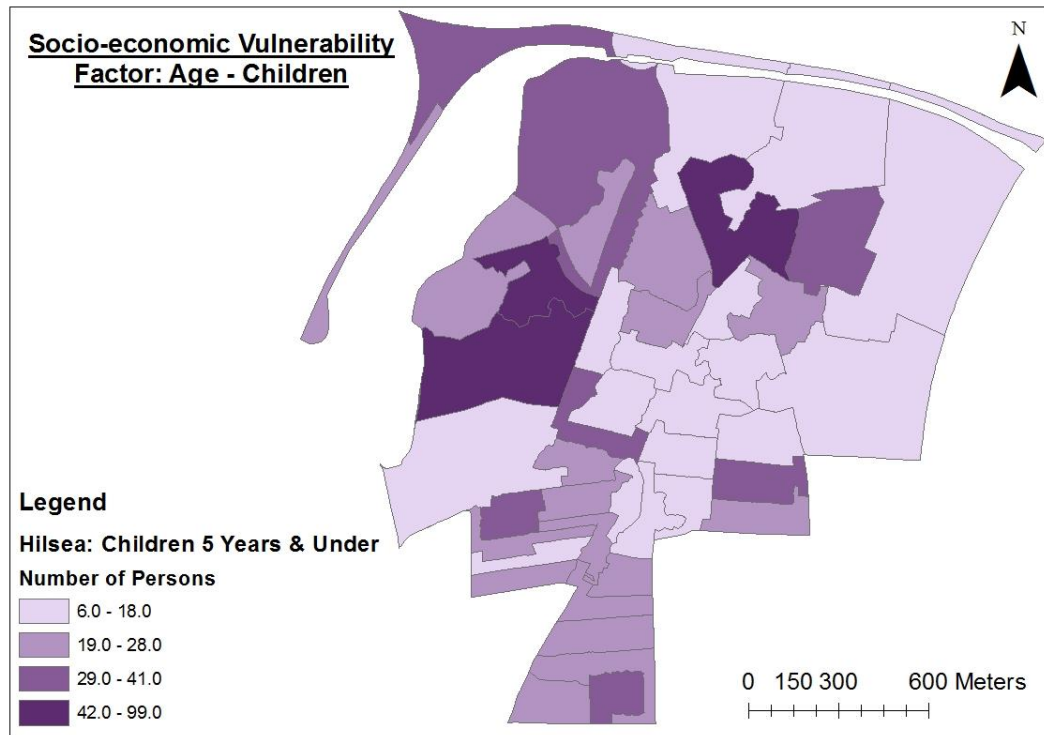 Socio-economic Vulnerability
Factor: Age - Children
N
Legend
Hilsea: Children 5 Years & Under
Number of Persons
6.0 - 18.0
19.0 - 28.0
29.0 - 41.0
42.0 - 99.0
0 150 300 600 Meters